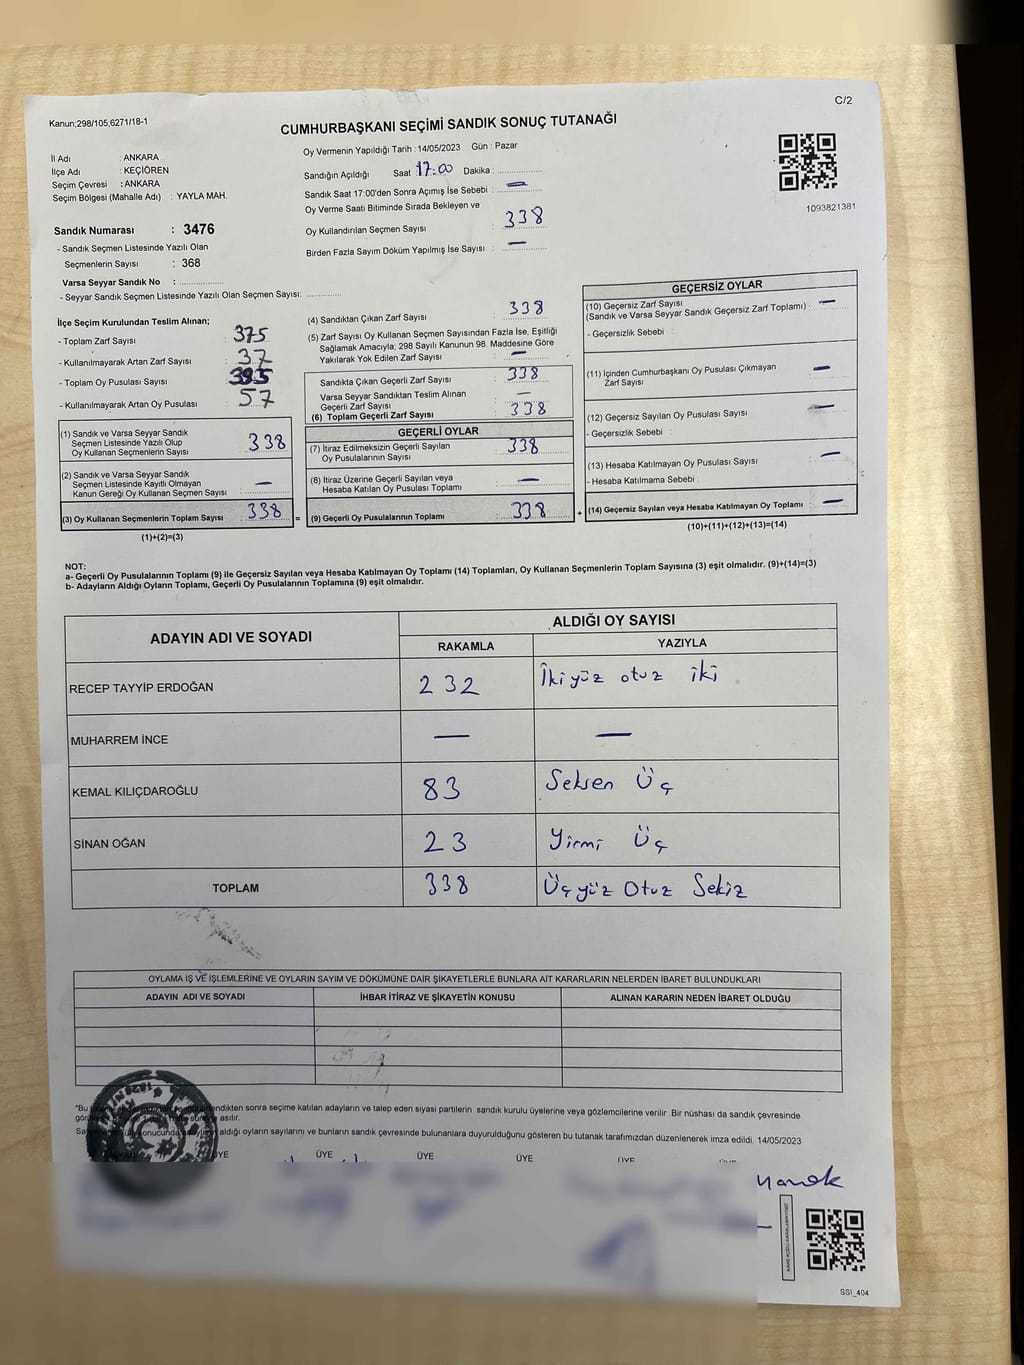 C/2
Kanun;298/105,6271/18-1
CUMHURBAŞKANI SEÇİMİ SANDIK SONUÇ TUTANAĞI
İl Adı : ANKARA
İlçe Adı : KEÇİÖREN
Seçim Çevresi : ANKARA
Seçim Bölgesi (Mahalle Adı) : YAYLA MAH.
Sandık Numarası : 3476
- Sandık Seçmen Listesinde Yazılı Olan
Seçmenlerin Sayısı : 368
Varsa Seyyar Sandık No :
- Seyyar Sandık Seçmen Listesinde Yazılı Olan Seçmen Sayısı:
Oy Vermenin Yapıldığı Tarih : 14/05/2023 Gün : Pazar
Sandığın Açıldığı Saat : 17:00 Dakika :
Sandık Saat 17:00'den Sonra Açımış İse Sebebi : —
Oy Verme Saati Bitiminde Sırada Bekleyen ve
Oy Kullandırılan Seçmen Sayısı : 338
Birden Fazla Sayım Döküm Yapılmış İse Sayısı : —
1093821381
İlçe Seçim Kurulundan Teslim Alınan;
- Toplam Zarf Sayısı : 375
- Kullanılmayarak Artan Zarf Sayısı : 37
- Toplam Oy Pusulası Sayısı : 395
- Kullanılmayarak Artan Oy Pusulası : 57
(1) Sandık ve Varsa Seyyar Sandık
Seçmen Listesinde Yazılı Olup
Oy Kullanan Seçmenlerin Sayısı 338
(2) Sandık ve Varsa Seyyar Sandık
Seçmen Listesinde Kayıtlı Olmayan
Kanun Gereği Oy Kullanan Seçmen Sayısı : —
(3) Oy Kullanan Seçmenlerin Toplam Sayısı 338
(1)+(2)=(3)
(4) Sandıktan Çıkan Zarf Sayısı : 338
(5) Zarf Sayısı Oy Kullanan Seçmen Sayısından Fazla İse, Eşitliği
Sağlamak Amacıyla; 298 Sayılı Kanunun 98. Maddesine Göre
Yakılarak Yok Edilen Zarf Sayısı : —
Sandıkta Çıkan Geçerli Zarf Sayısı : 338
Varsa Seyyar Sandıktan Teslim Alınan
Geçerli Zarf Sayısı : —
(6) Toplam Geçerli Zarf Sayısı : 338
GEÇERLİ OYLAR
(7) İtiraz Edilmeksizin Geçerli Sayılan
Oy Pusulalarının Sayısı : 338
(8) İtiraz Üzerine Geçerli Sayılan veya
Hesaba Katılan Oy Pusulası Toplamı : —
= (9) Geçerli Oy Pusulalarının Toplamı : 338
GEÇERSİZ OYLAR
(10) Geçersiz Zarf Sayısı : —
(Sandık ve Varsa Seyyar Sandık Geçersiz Zarf Toplamı)
- Geçersizlik Sebebi :
(11) İçinden Cumhurbaşkanı Oy Pusulası Çıkmayan
Zarf Sayısı —
(12) Geçersiz Sayılan Oy Pusulası Sayısı : —
- Geçersizlik Sebebi
(13) Hesaba Katılmayan Oy Pusulası Sayısı : —
- Hesaba Katılmama Sebebi
+ (14) Geçersiz Sayılan veya Hesaba Katılmayan Oy Toplamı : —
(10)+(11)+(12)+(13)=(14)
NOT:
a- Geçerli Oy Pusulalarının Toplamı (9) ile Geçersiz Sayılan veya Hesaba Katılmayan Oy Toplamı (14) Toplamları, Oy Kullanan Seçmenlerin Toplam Sayısına (3) eşit olmalıdır. (9)+(14)=(3)
b- Adayların Aldığı Oyların Toplamı, Geçerli Oy Pusulalarının Toplamına (9) eşit olmalıdır.
ADAYIN ADI VE SOYADI
ALDIĞI OY SAYISI
RAKAMLA YAZIYLA
RECEP TAYYİP ERDOĞAN 232 İkiyüz otuz iki
MUHARREM İNCE — —
KEMAL KILIÇDAROĞLU 83 Seksen Üç
SİNAN OĞAN 23 Yirmi Üç
TOPLAM 338 Üçyüz Otuz Sekiz
OYLAMA İŞ VE İŞLEMLERİNE VE OYLARIN SAYIM VE DÖKÜMÜNE DAİR ŞİKAYETLERLE BUNLARA AİT KARARLARIN NELERDEN İBARET BULUNDUKLARI
ADAYIN ADI VE SOYADI İHBAR İTİRAZ VE ŞİKAYETİN KONUSU ALINAN KARARIN NEDEN İBARET OLDUĞU
*Bu sonra seçime katılan adayların ve talep eden siyasi partilerin sandık kurulu üyelerine veya gözlemcilerine verilir. Bir nüshası da sandık çevresinde
asılır.
aldığı oyların sayılarını ve bunların sandık çevresinde bulunanlara duyurulduğunu gösteren bu tutanak tarafımızdan düzenlenerek imza edildi. 14/05/2023
ÜYE ÜYE ÜYE ÜYE
SSI_404